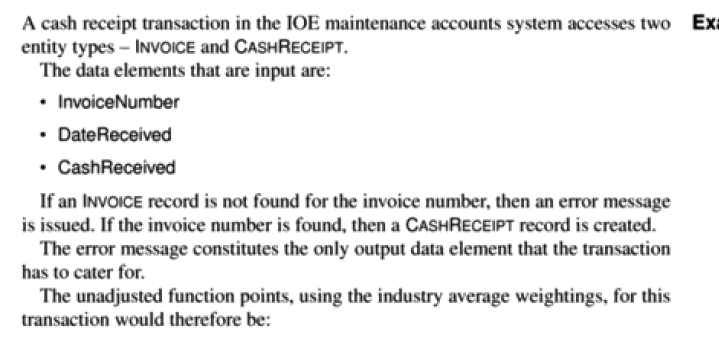 A cash receipt transaction in the IOE maintenance accounts system accesses two
entity types – INVOICE and CASHRECEIPT.
The data elements that are input are:
• InvoiceNumber
• DateReceived
• CashReceived
If an INVOICE record is not found for the invoice number, then an error message
is issued. If the invoice number is found, then a CASHRECEIPT record is created.
The error message constitutes the only output data element that the transaction
has to cater for.
The unadjusted function points, using the industry average weightings, for this
transaction would therefore be: